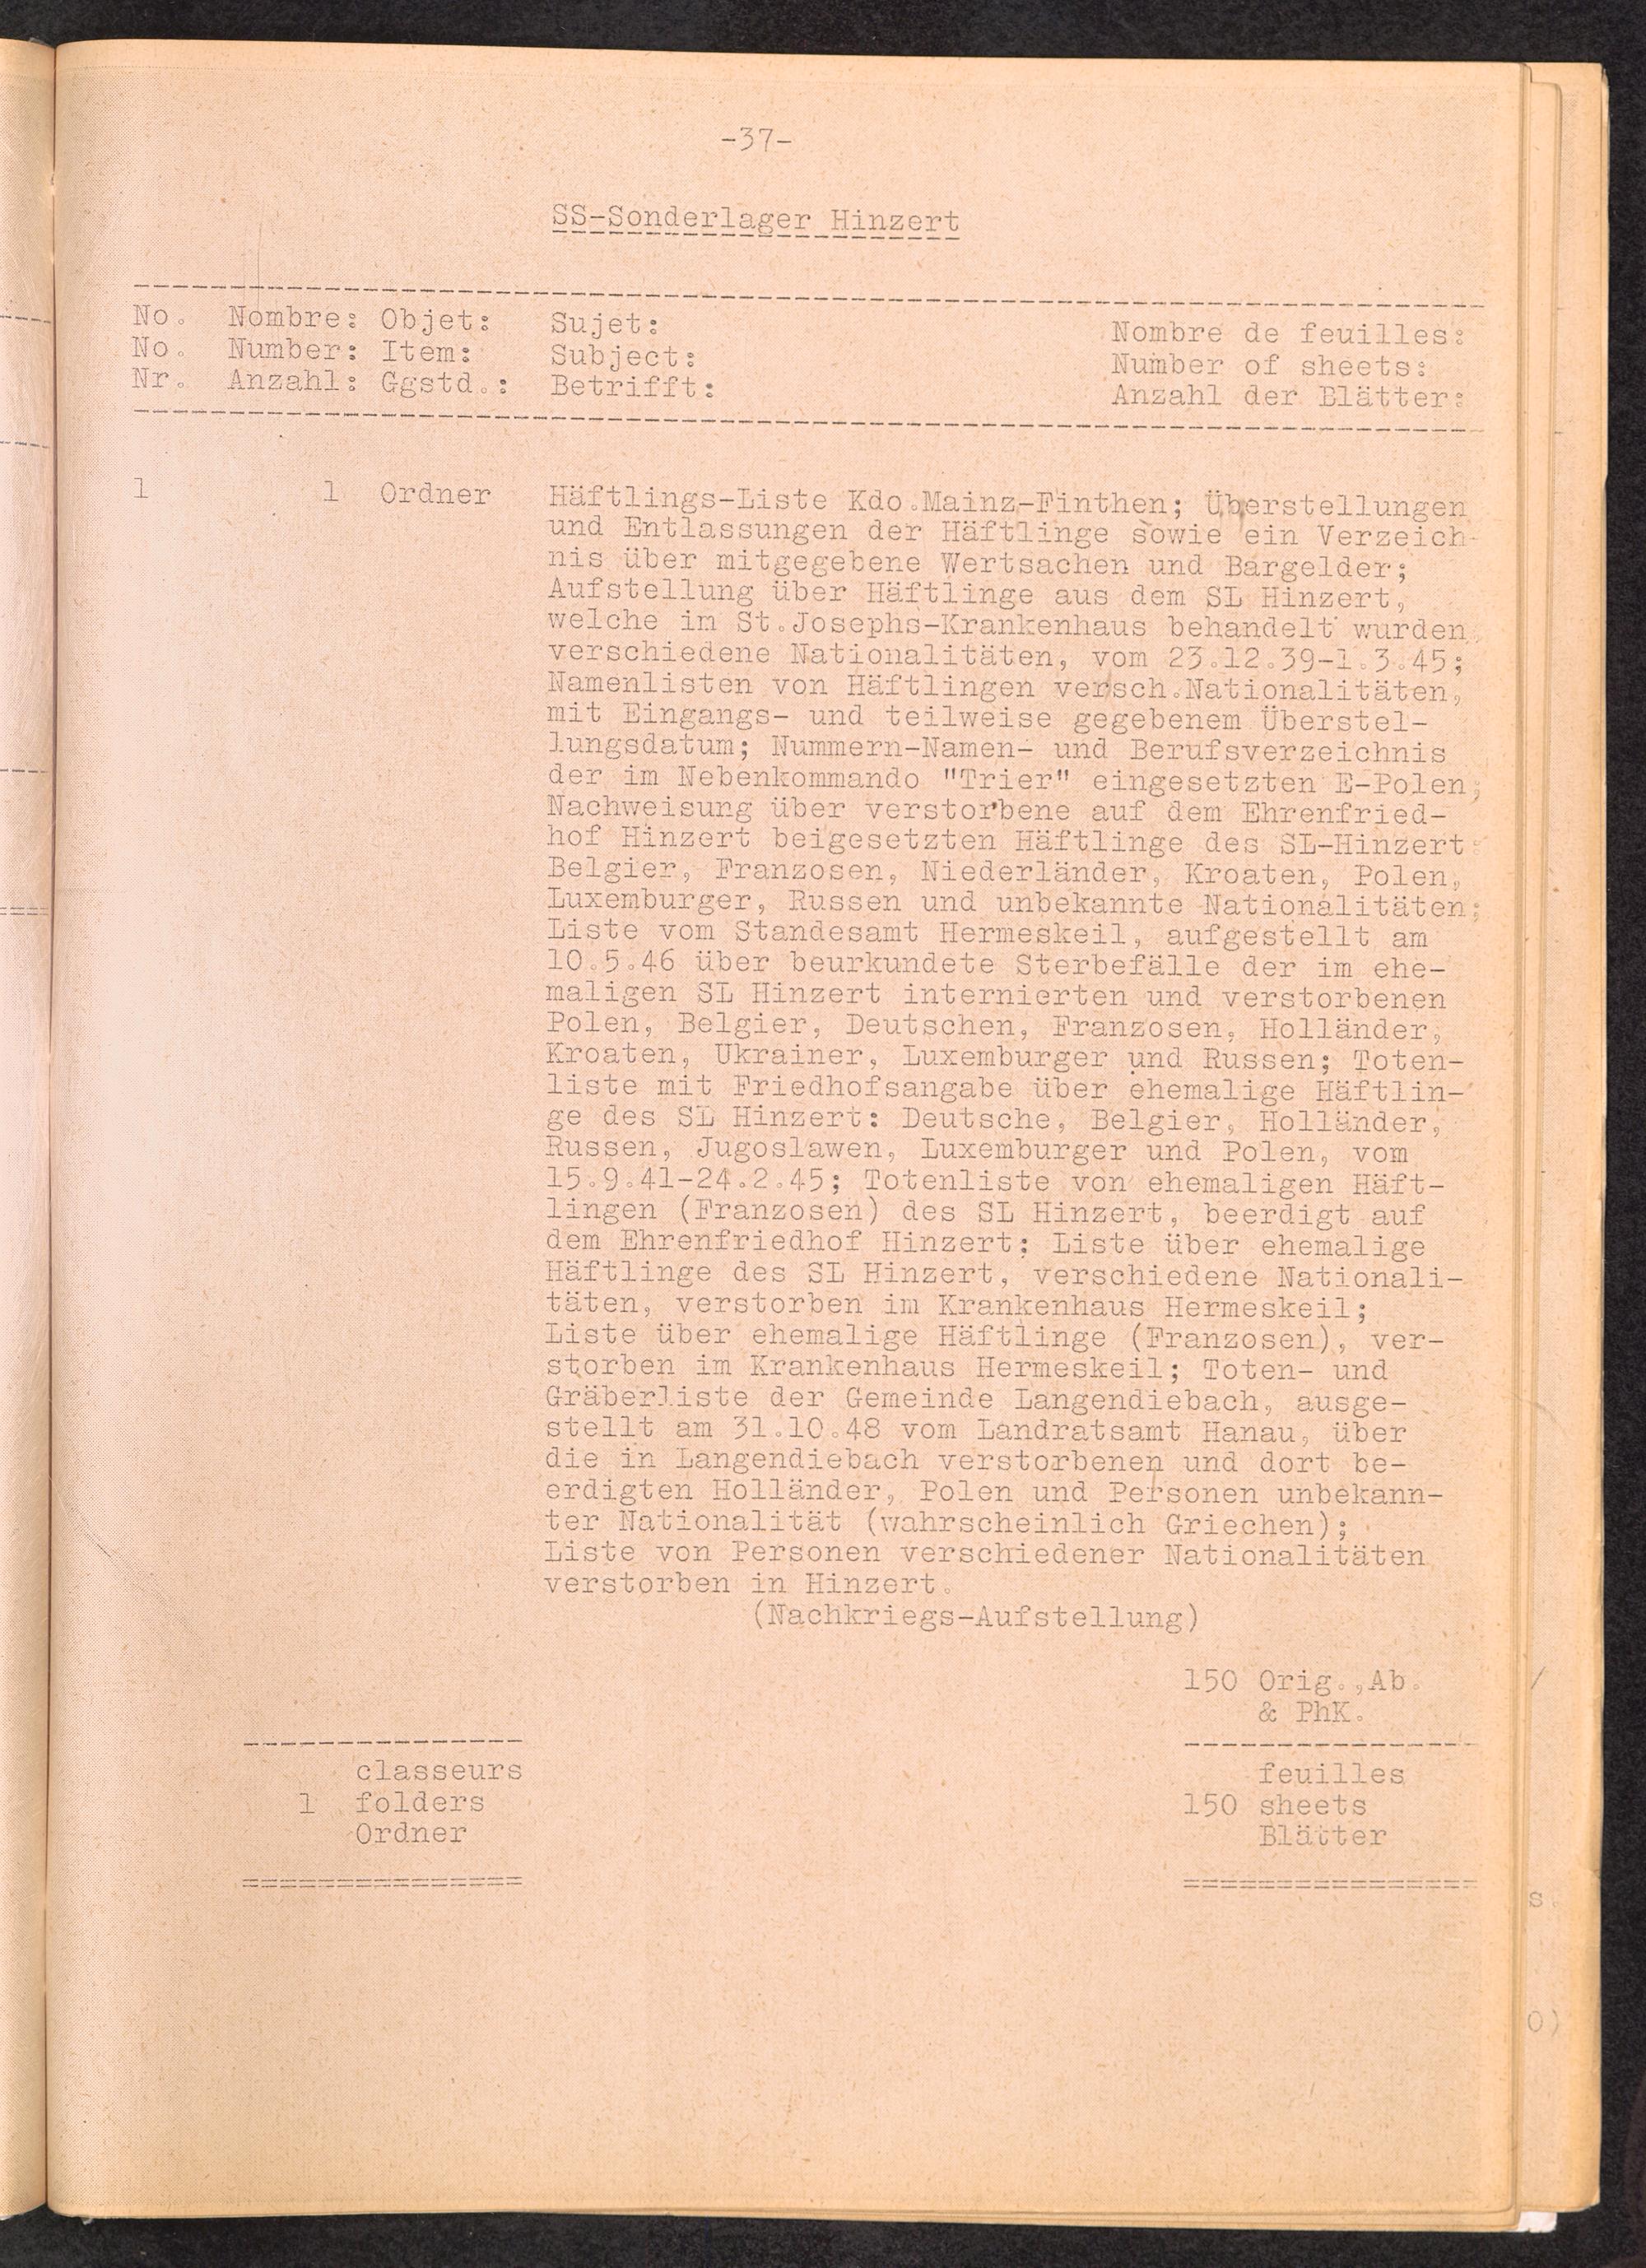 -37-
SS-Sonderlager Hinzert
No. Nombre: Objet: Sujet: Nombre de feuilles:
No. Number: Item: Subject: Number of sheets:
Nr. Anzahl: Ggstd.: Betrifft: Anzahl der Blätter:
1 1 Ordner Häftlings-Liste Kdo.Mainz-Finthen; Überstellungen
und Entlassungen der Häftlinge sowie ein Verzeich-
nis über mitgegebene Wertsachen und Bargelder;
Aufstellung über Häftlinge aus dem SL Hinzert,
welche im St.Josephs-Krankenhaus behandelt wurden,
verschiedene Nationalitäten, vom 23.12.39-1.3.45;
Namenlisten von Häftlingen versch.Nationalitäten,
mit Eingangs- und teilweise gegebenem Überstel-
lungsdatum; Nummern-Namen- und Berufsverzeichnis
der im Nebenkommando "Trier" eingesetzten E-Polen;
Nachweisung über verstorbene auf dem Ehrenfried-
hof Hinzert beigesetzten Häftlinge des SL-Hinzert:
Belgier, Franzosen, Niederländer, Kroaten, Polen,
Luxemburger, Russen und unbekannte Nationalitäten;
Liste vom Standesamt Hermeskeil, aufgestellt am
10.5.46 über beurkundete Sterbefälle der im ehe-
maligen SL Hinzert internierten und verstorbenen
Polen, Belgier, Deutschen, Franzosen, Holländer,
Kroaten, Ukrainer, Luxemburger und Russen; Toten-
liste mit Friedhofsangabe über ehemalige Häftlin-
ge des SL Hinzert: Deutsche, Belgier, Holländer,
Russen, Jugoslawen, Luxemburger und Polen, vom
15.9.41-24.2.45; Totenliste von ehemaligen Häft-
lingen (Franzosen) des SL Hinzert, beerdigt auf
dem Ehrenfriedhof Hinzert; Liste über ehemalige
Häftlinge des SL Hinzert, verschiedene Nationali-
täten, verstorben im Krankenhaus Hermeskeil;
Liste über ehemalige Häftlinge (Franzosen), ver-
storben im Krankenhaus Hermeskeil; Toten- und
Gräberliste der Gemeinde Langendiebach, ausge-
stellt am 31.10.48 vom Landratsamt Hanau, über
die in Langendiebach verstorbenen und dort be-
erdigten Holländer, Polen und Personen unbekann-
ter Nationalität (wahrscheinlich Griechen);
Liste von Personen verschiedener Nationalitäten
verstorben in Hinzert.
(Nachkriegs-Aufstellung)
150 Orig.,Ab.
& PhK.
classeurs feuilles
1 folders 150 sheets
Ordner Blätter
s.
0)